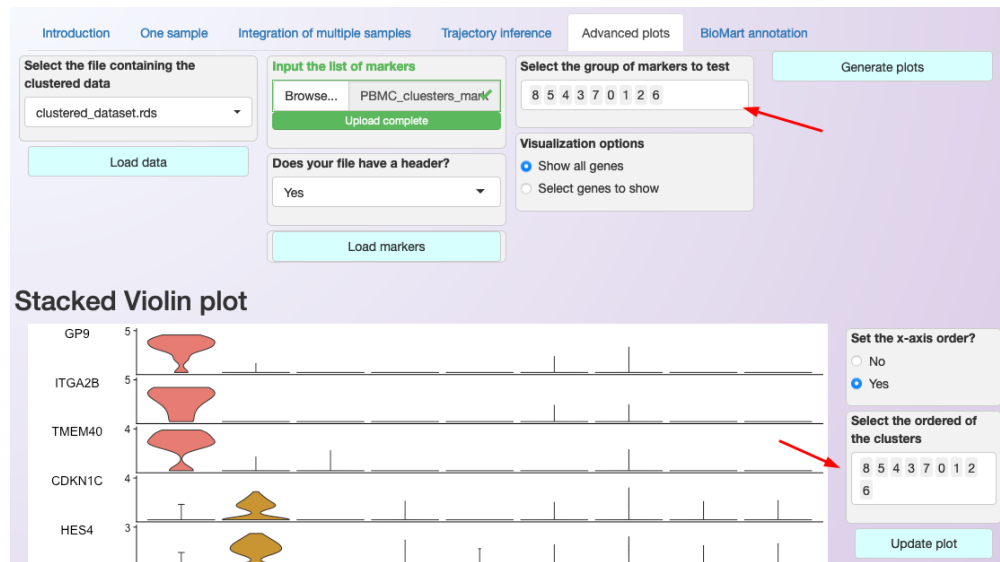 Introduction One sample Integration of multiple samples Trajectory inference Advanced plots BioMart annotation
Select the file containing the
clustered data
clustered_dataset.rds
Load data
Input the list of markers
Browse... PBMC_cluesters_mark
Upload complete
Does your file have a header?
Yes
Load markers
Select the group of markers to test
8 5 4 3 7 0 1 2 6
Visualization options
Show all genes
Select genes to show
Generate plots
Stacked Violin plot
GP9 5
ITGA2B 5
TMEM40 4
CDKN1C 4
HES4 3
Set the x-axis order?
No
Yes
Select the ordered of
the clusters
8 5 4 3 7 0 1 2
6
Update plot